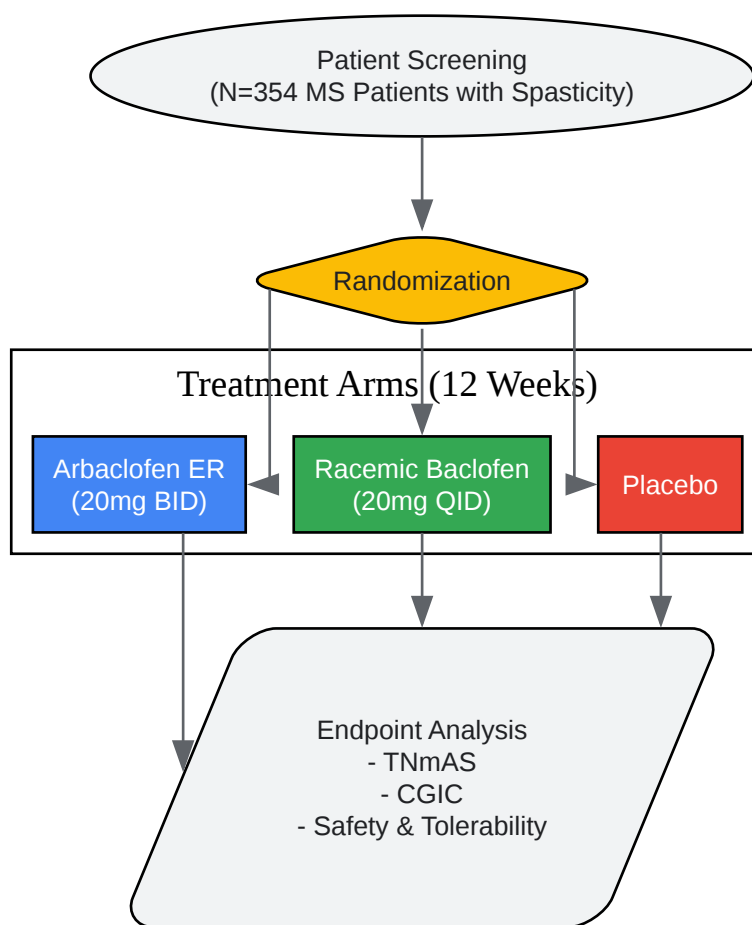 Patient Screening
(N=354 MS Patients with Spasticity)
Randomization
Treatment Arms (12 Weeks)
Arbaclofen ER
(20mg BID)
Racemic Baclofen
(20mg QID)
Placebo
Endpoint Analysis
- TNmAS
- CGIC
- Safety & Tolerability